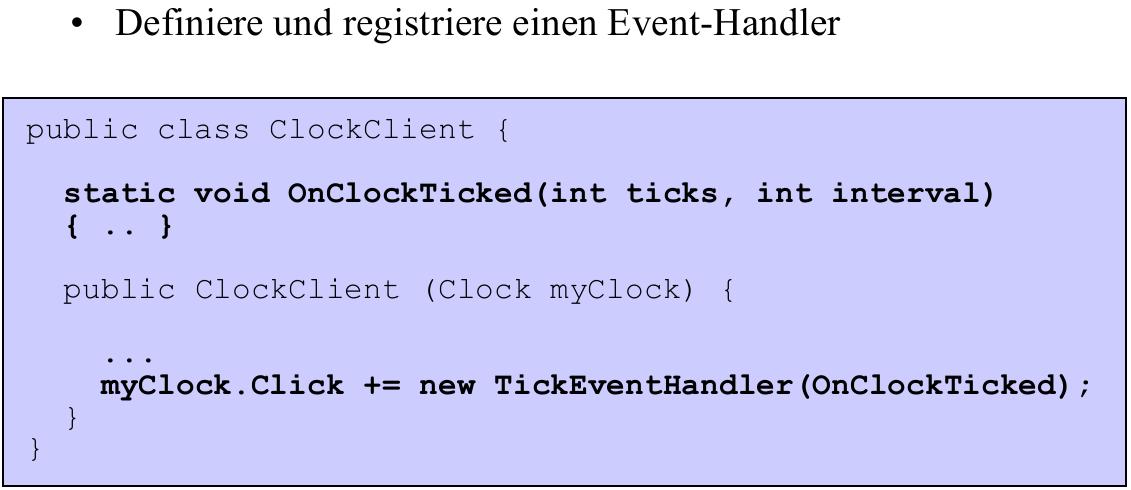 • Definiere und registriere einen Event-Handler
public class ClockClient {
static void OnClockTicked(int ticks, int interval)
{ .. }
public ClockClient (Clock myClock) {
...
myClock.Click += new TickEventHandler(OnClockTicked);
}
}